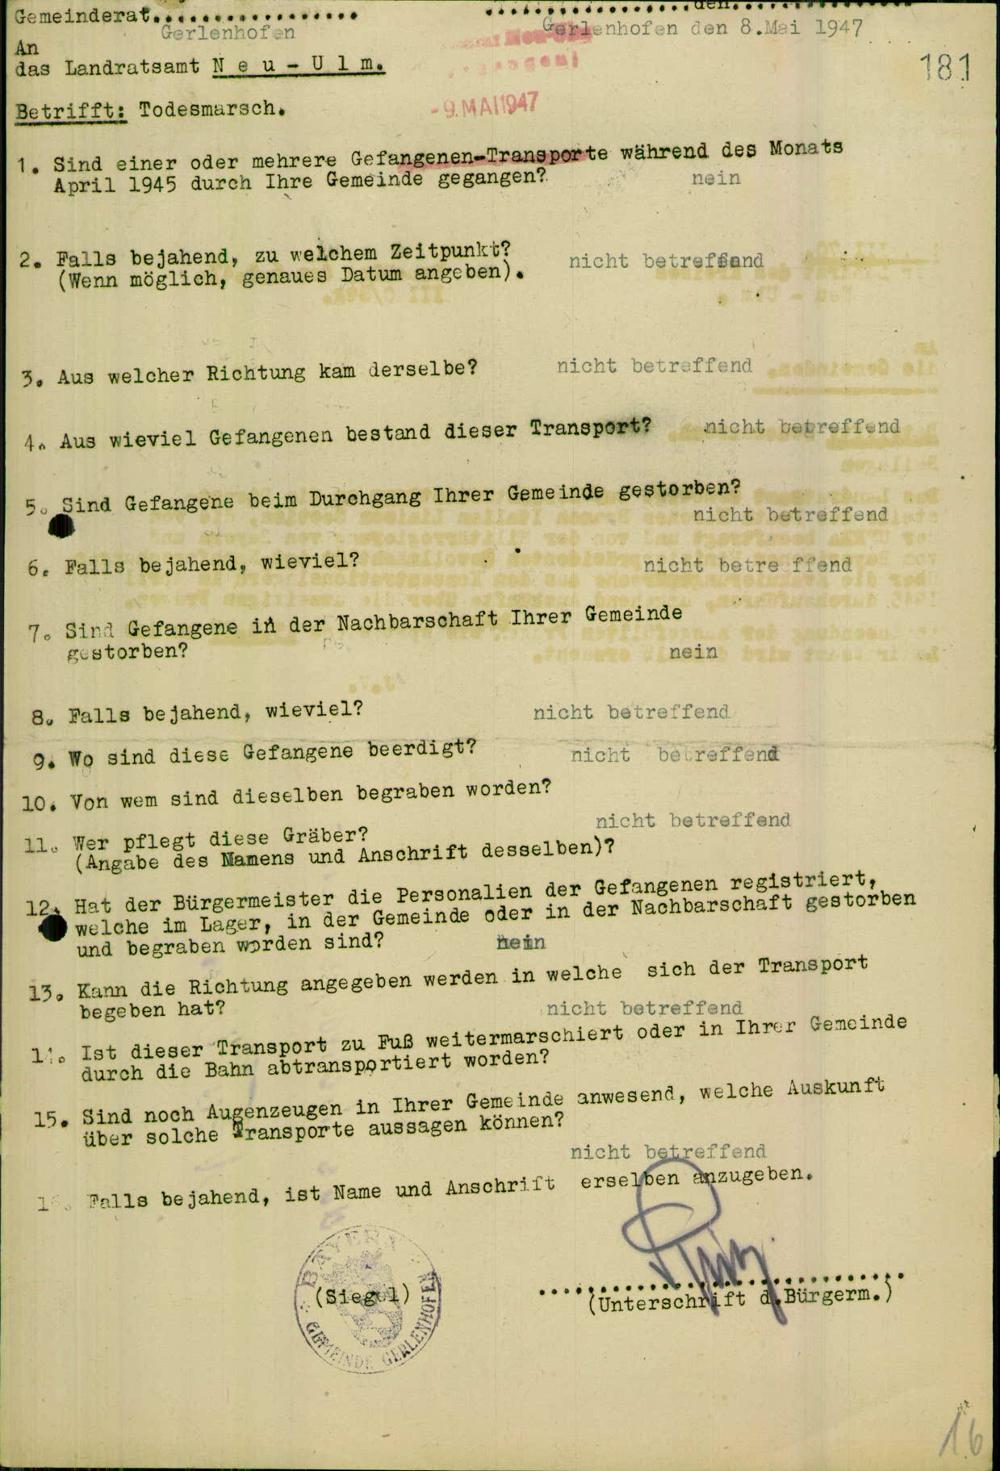 Gemeinderat.................
.................den.................
Gerlenhofen
Gerlenhofen den 8.Mai 1947
An
das Landratsamt N e u - U l m.
181
-9.MAI1947
Betrifft: Todesmarsch.
1. Sind einer oder mehrere Gefangenen-Transporte während des Monats
April 1945 durch Ihre Gemeinde gegangen? nein
2. Falls bejahend, zu welchem Zeitpunkt?
(Wenn möglich, genaues Datum angeben). nicht betreffend
3. Aus welcher Richtung kam derselbe? nicht betreffend
4. Aus wieviel Gefangenen bestand dieser Transport? nicht betreffend
5. Sind Gefangene beim Durchgang Ihrer Gemeinde gestorben?
nicht betreffend
6. Falls bejahend, wieviel? nicht betre ffend
7. Sind Gefangene in der Nachbarschaft Ihrer Gemeinde
gestorben? nein
8. Falls bejahend, wieviel? nicht betreffend
9. Wo sind diese Gefangene beerdigt? nicht betreffend
10. Von wem sind dieselben begraben worden?
nicht betreffend
11. Wer pflegt diese Gräber?
(Angabe des Namens und Anschrift desselben)?
12. Hat der Bürgermeister die Personalien der Gefangenen registriert,
welche im Lager, in der Gemeinde oder in der Nachbarschaft gestorben
und begraben worden sind? nein
13. Kann die Richtung angegeben werden in welche sich der Transport
begeben hat? nicht betreffend
14. Ist dieser Transport zu Fuß weitermarschiert oder in Ihrer Gemeinde
durch die Bahn abtransportiert worden?
15. Sind noch Augenzeugen in Ihrer Gemeinde anwesend, welche Auskunft
über solche Transporte aussagen können?
nicht betreffend
Falls bejahend, ist Name und Anschrift erselben anzugeben.
BAYERN
(Siegel)
GEMEINDE GERLENHOFEN
.................................
(Unterschrift d.Bürgerm.)
16